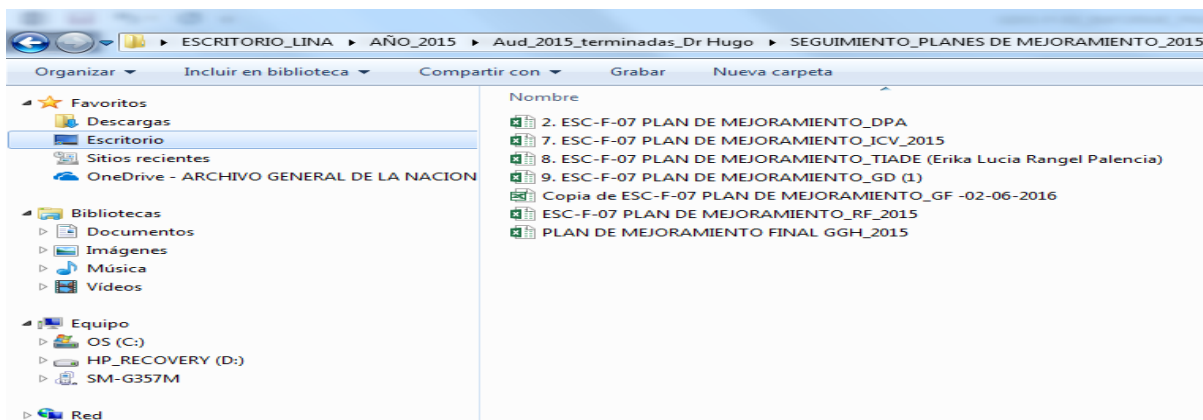 ESCRITORIO_LINA AÑO_2015 Aud_2015_terminadas_Dr Hugo SEGUIMIENTO_PLANES DE MEJORAMIENTO_2015
Organizar Incluir en biblioteca Compartir con Grabar Nueva carpeta
Favoritos
Descargas
Escritorio
Sitios recientes
OneDrive - ARCHIVO GENERAL DE LA NACION
Bibliotecas
Documentos
Imágenes
Música
Vídeos
Equipo
OS (C:)
HP_RECOVERY (D:)
SM-G357M
Red
Nombre
2. ESC-F-07 PLAN DE MEJORAMIENTO_DPA
7. ESC-F-07 PLAN DE MEJORAMIENTO_ICV_2015
8. ESC-F-07 PLAN DE MEJORAMIENTO_TIADE (Erika Lucia Rangel Palencia)
9. ESC-F-07 PLAN DE MEJORAMIENTO_GD (1)
Copia de ESC-F-07 PLAN DE MEJORAMIENTO_GF -02-06-2016
ESC-F-07 PLAN DE MEJORAMIENTO_RF_2015
PLAN DE MEJORAMIENTO FINAL GGH_2015